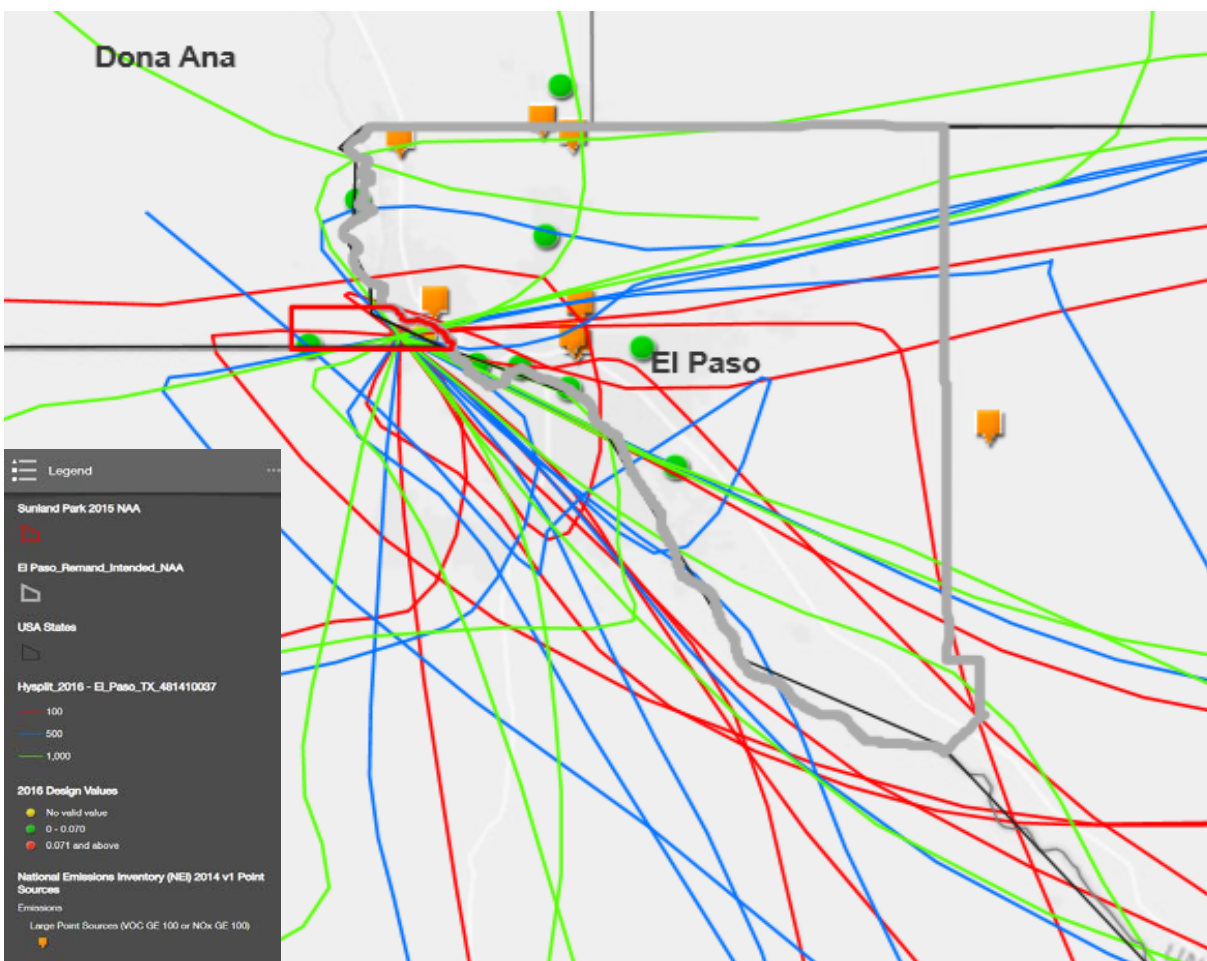 Dona Ana
El Paso
Legend
Sunland Park 2015 NAA
El Paso_Remand_Intended_NAA
USA States
Hysplit_2016 - El_Paso_TX_481410037
100
500
1,000
2016 Design Values
No valid value
0 - 0.070
0.071 and above
National Emissions Inventory (NEI) 2014 v1 Point
Sources
Emissions
Large Point Sources (VOC GE 100 or NOx GE 100)